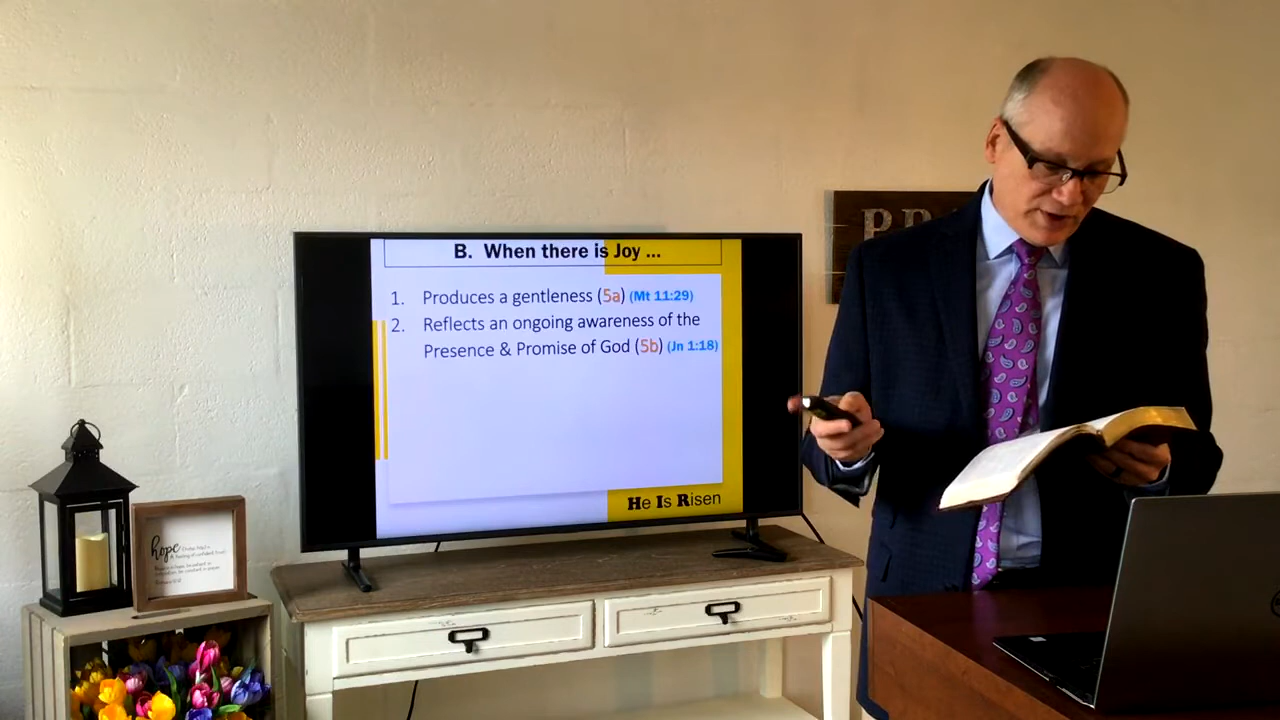 B. When there is Joy ...
1. Produces a gentleness (5a) (Mt 11:29)
2. Reflects an ongoing awareness of the
Presence & Promise of God (5b) (Jn 1:18)
He Is Risen
hope